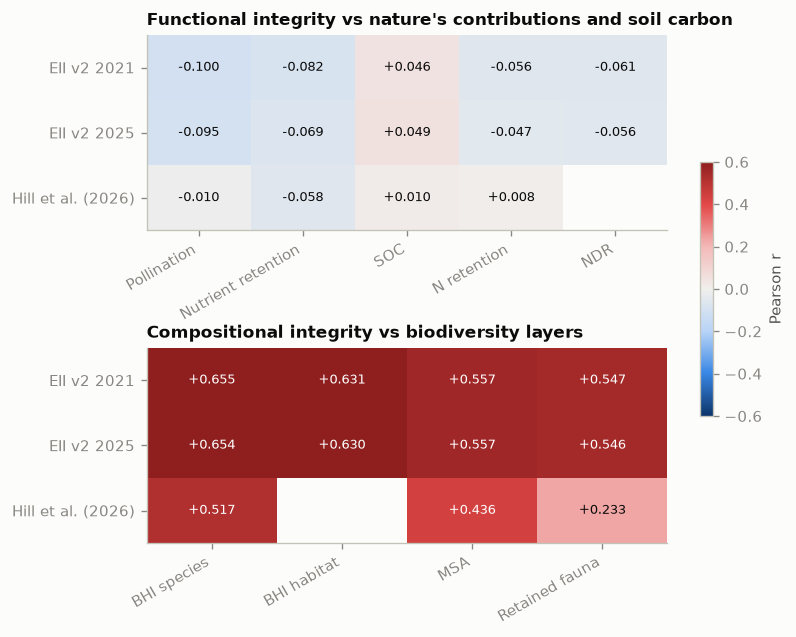 Functional integrity vs nature's contributions and soil carbon
EII v2 2021
-0.100 -0.082 +0.046 -0.056 -0.061
EII v2 2025
-0.095 -0.069 +0.049 -0.047 -0.056
Hill et al. (2026)
-0.010 -0.058 +0.010 +0.008
Pollination
Nutrient retention
SOC
N retention
NDR
0.6
0.4
0.2
0.0
−0.2
−0.4
−0.6
Pearson r
Compositional integrity vs biodiversity layers
EII v2 2021
+0.655 +0.631 +0.557 +0.547
EII v2 2025
+0.654 +0.630 +0.557 +0.546
Hill et al. (2026)
+0.517 +0.436 +0.233
BHI species
BHI habitat
MSA
Retained fauna